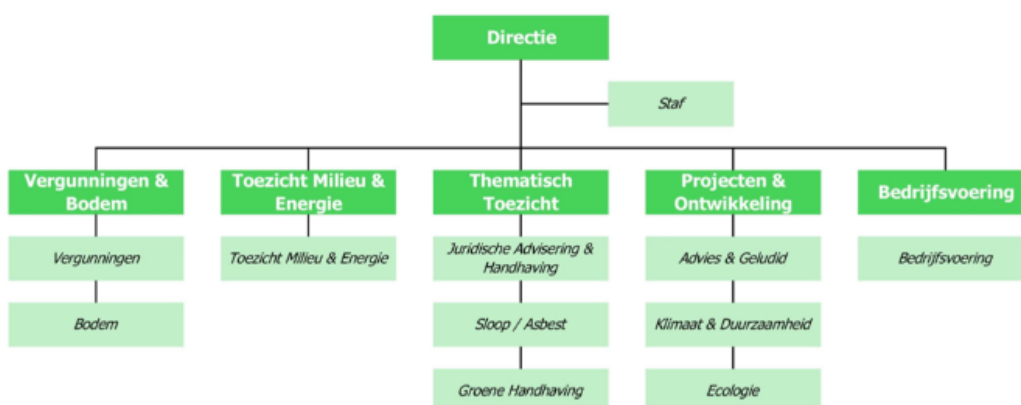 Directie
Staf
Vergunningen &
Bodem
Toezicht Milieu &
Energie
Thematisch
Toezicht
Projecten &
Ontwikkeling
Bedrijfsvoering
Vergunningen
Toezicht Milieu & Energie
Juridische Advisering &
Handhaving
Advies & Geludid
Bedrijfsvoering
Bodem
Sloop / Asbest
Klimaat & Duurzaamheid
Groene Handhaving
Ecologie